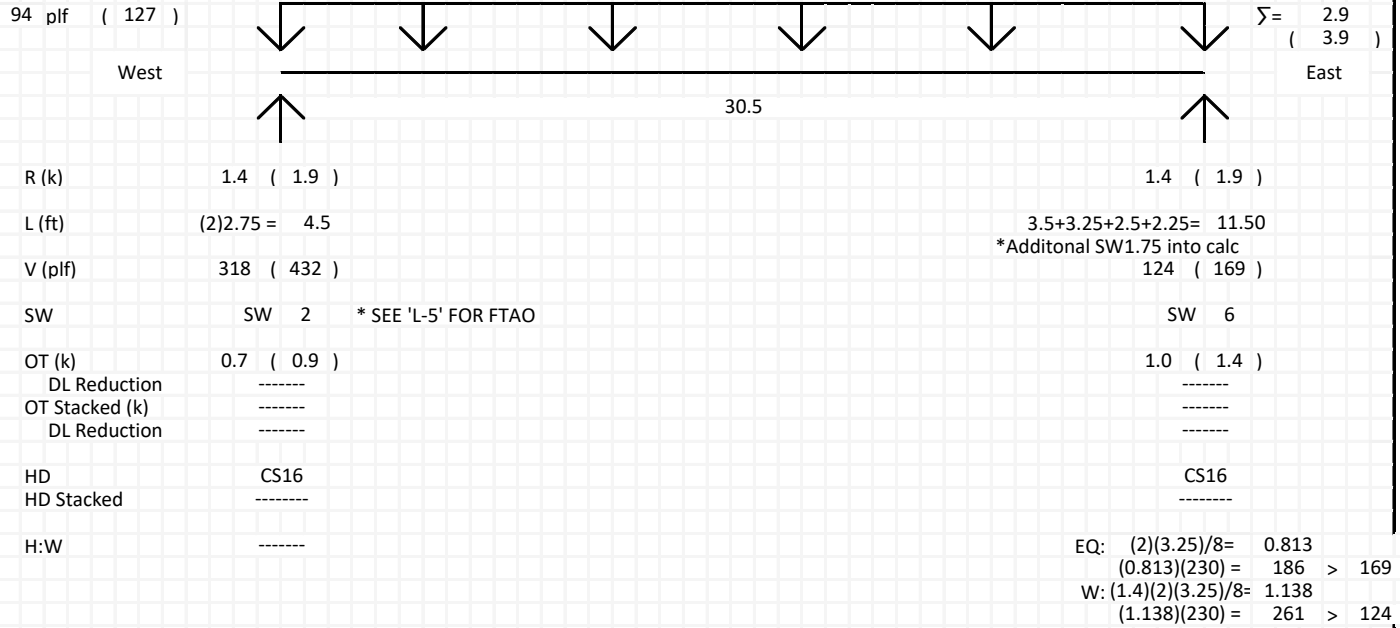 94 plf ( 127 ) ∑= 2.9
( 3.9 )
West East
30.5
R (k) 1.4 ( 1.9 ) 1.4 ( 1.9 )
L (ft) (2)2.75 = 4.5 3.5+3.25+2.5+2.25= 11.50
*Additonal SW1.75 into calc
V (plf) 318 ( 432 ) 124 ( 169 )
SW SW 2 * SEE 'L-5' FOR FTAO SW 6
OT (k) 0.7 ( 0.9 ) 1.0 ( 1.4 )
DL Reduction ------- -------
OT Stacked (k) ------- -------
DL Reduction ------- -------
HD CS16 CS16
HD Stacked -------- --------
H:W ------- EQ: (2)(3.25)/8= 0.813
(0.813)(230) = 186 > 169
W: (1.4)(2)(3.25)/8= 1.138
(1.138)(230) = 261 > 124